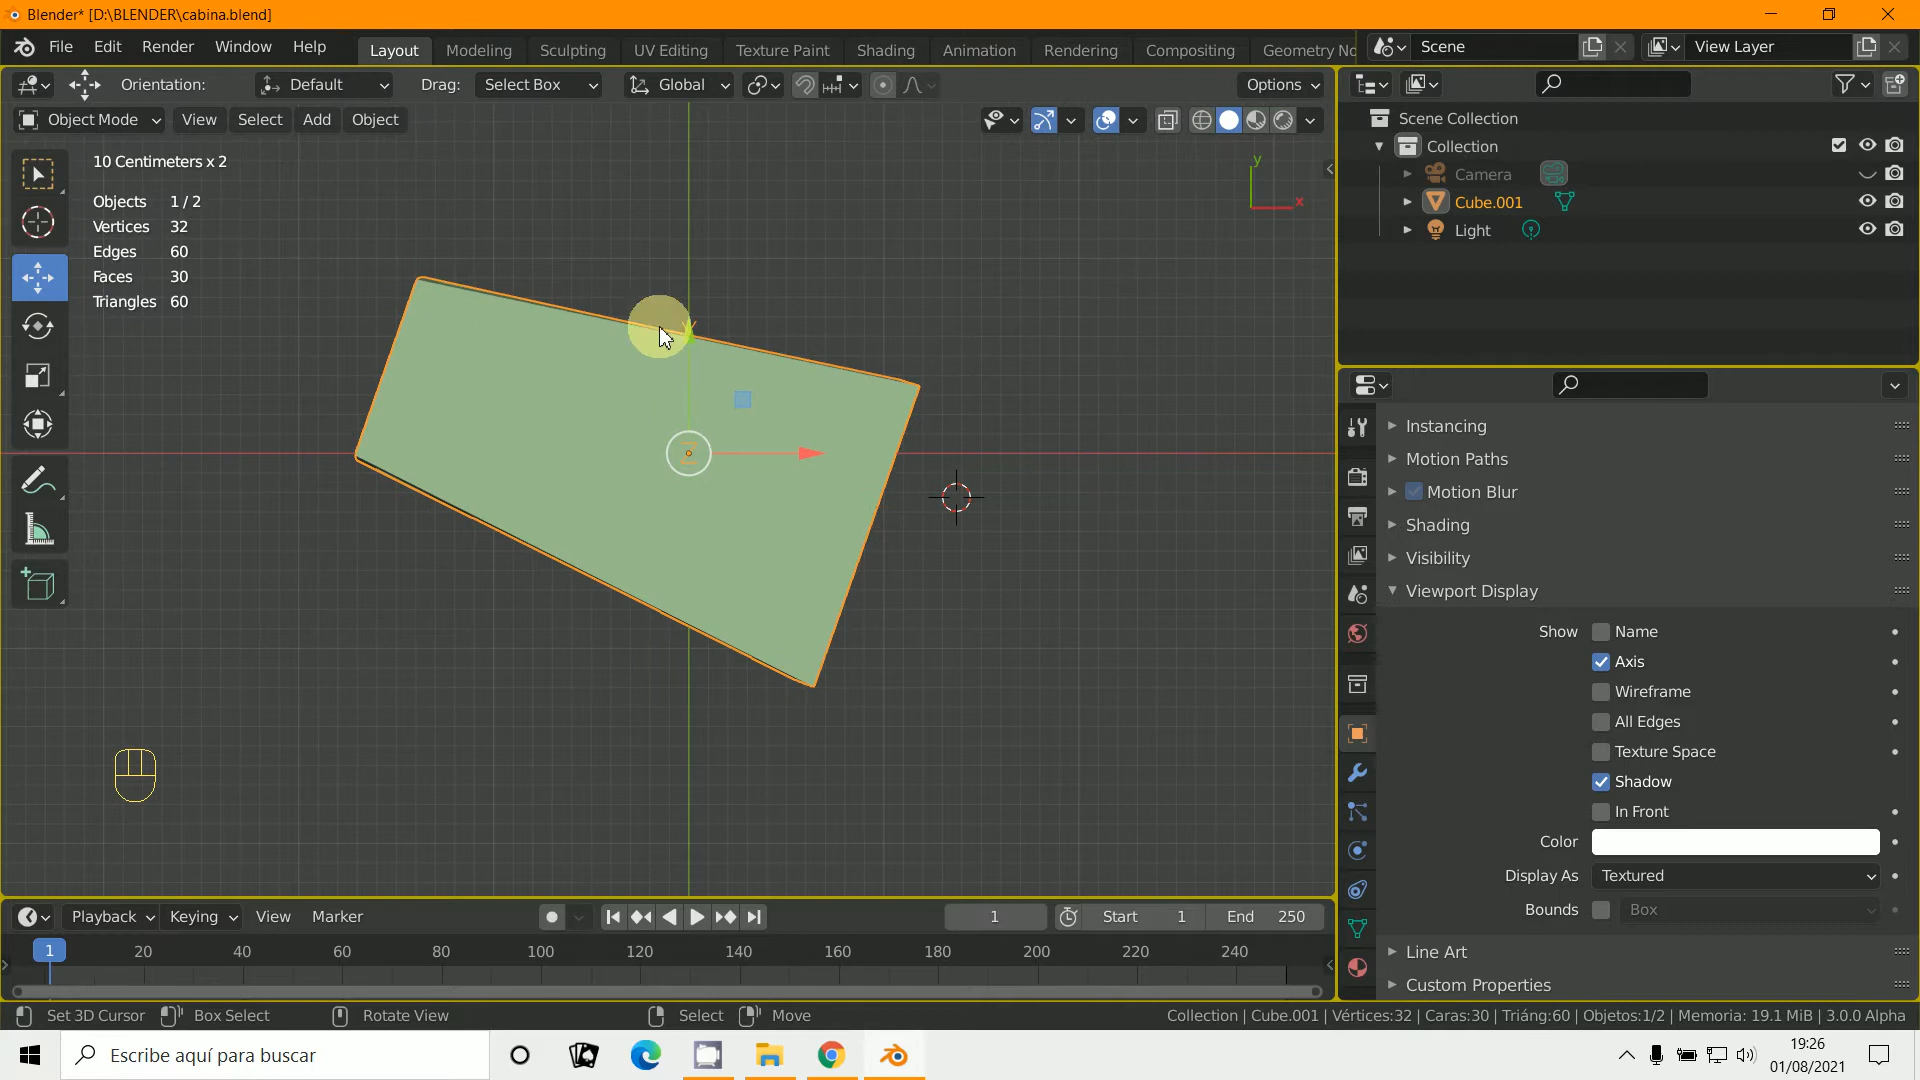 Blender* [D:\BLENDER\cabina.blend]
File Edit Render Window Help
Layout Modeling Sculpting UV Editing Texture Paint Shading Animation Rendering Compositing Geometry No
Scene View Layer
Orientation: Default Drag: Select Box Global Options
Object Mode View Select Add Object
10 Centimeters x 2
Objects 1 / 2
Vertices 32
Edges 60
Faces 30
Triangles 60
y
x
Y
Z
Scene Collection
Collection
Camera
Cube.001
Light
Instancing
Motion Paths
Motion Blur
Shading
Visibility
Viewport Display
Show Name
Axis
Wireframe
All Edges
Texture Space
Shadow
In Front
Color
Display As Textured
Bounds Box
Line Art
Custom Properties
Playback Keying View Marker 1 Start 1 End 250
1 20 40 60 80 100 120 140 160 180 200 220 240
Set 3D Cursor Box Select Rotate View Select Move
Collection | Cube.001 | Vértices:32 | Caras:30 | Triáng:60 | Objetos:1/2 | Memoria: 19.1 MiB | 3.0.0 Alpha
Escribe aquí para buscar
19:26
01/08/2021